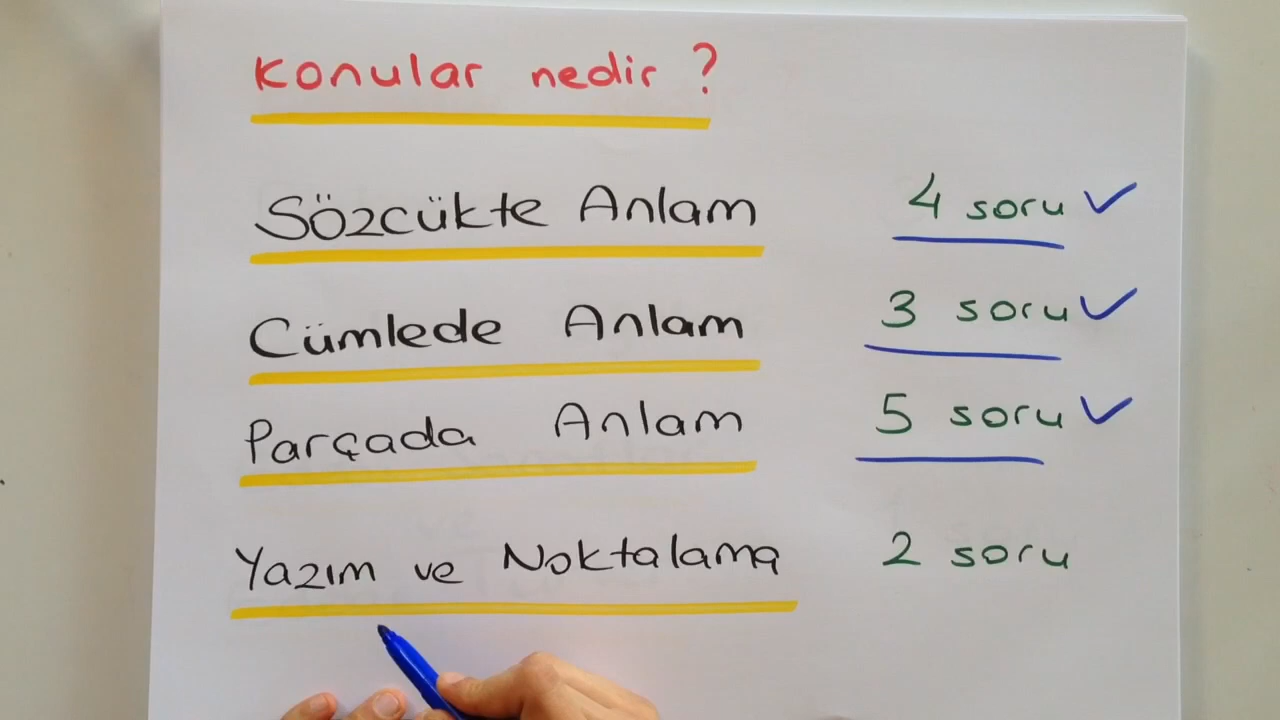 Konular nedir ?
Sözcükte Anlam 4 soru ✓
Cümlede Anlam 3 soru ✓
Parçada Anlam 5 soru ✓
Yazım ve Noktalama 2 soru